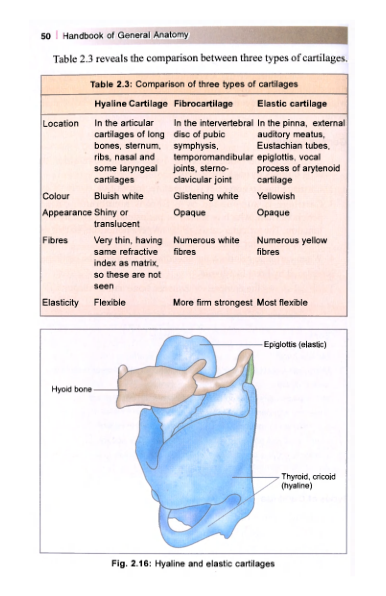 50 | Handbook of General Anatomy
Table 2.3 reveals the comparison between three types of cartilages.
Table 2.3: Comparison of three types of cartilages
Hyaline Cartilage Fibrocartilage Elastic cartilage
Location In the articular In the intervertebral In the pinna, external
cartilages of long disc of pubic auditory meatus,
bones, sternum, symphysis, Eustachian tubes,
ribs, nasal and temporomandibular epiglottis, vocal
some laryngeal joints, sterno- process of arytenoid
cartilages clavicular joint cartilage
Colour Bluish white Glistening white Yellowish
Appearance Shiny or Opaque Opaque
translucent
Fibres Very thin, having Numerous white Numerous yellow
same refractive fibres fibres
index as matrix,
so these are not
seen
Elasticity Flexible More firm strongest Most flexible
Epiglottis (elastic)
Hyoid bone
Thyroid, cricoid
(hyaline)
Fig. 2.16: Hyaline and elastic cartilages